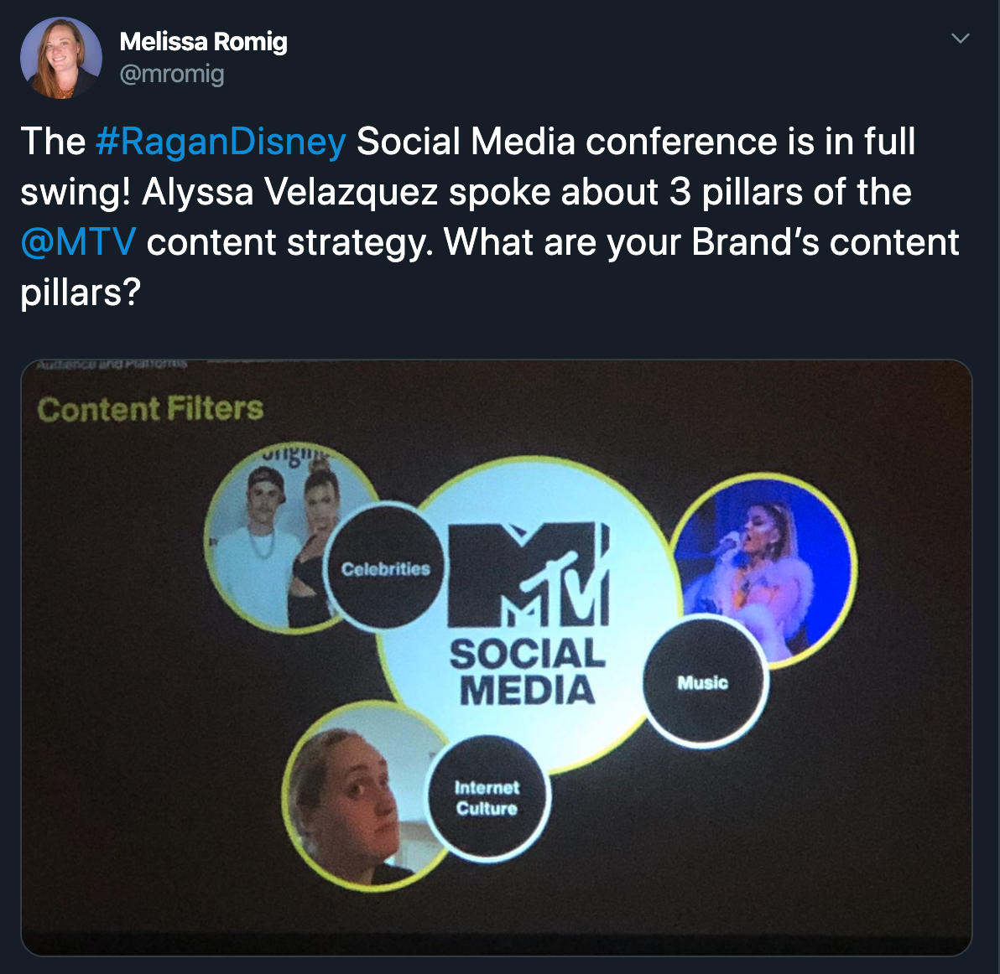 Melissa Romig
@mromig
The #RaganDisney Social Media conference is in full
swing! Alyssa Velazquez spoke about 3 pillars of the
@MTV content strategy. What are your Brand’s content
pillars?
Audience and Platforms
Content Filters
Celebrities
MTV
SOCIAL
MEDIA
Music
Internet
Culture